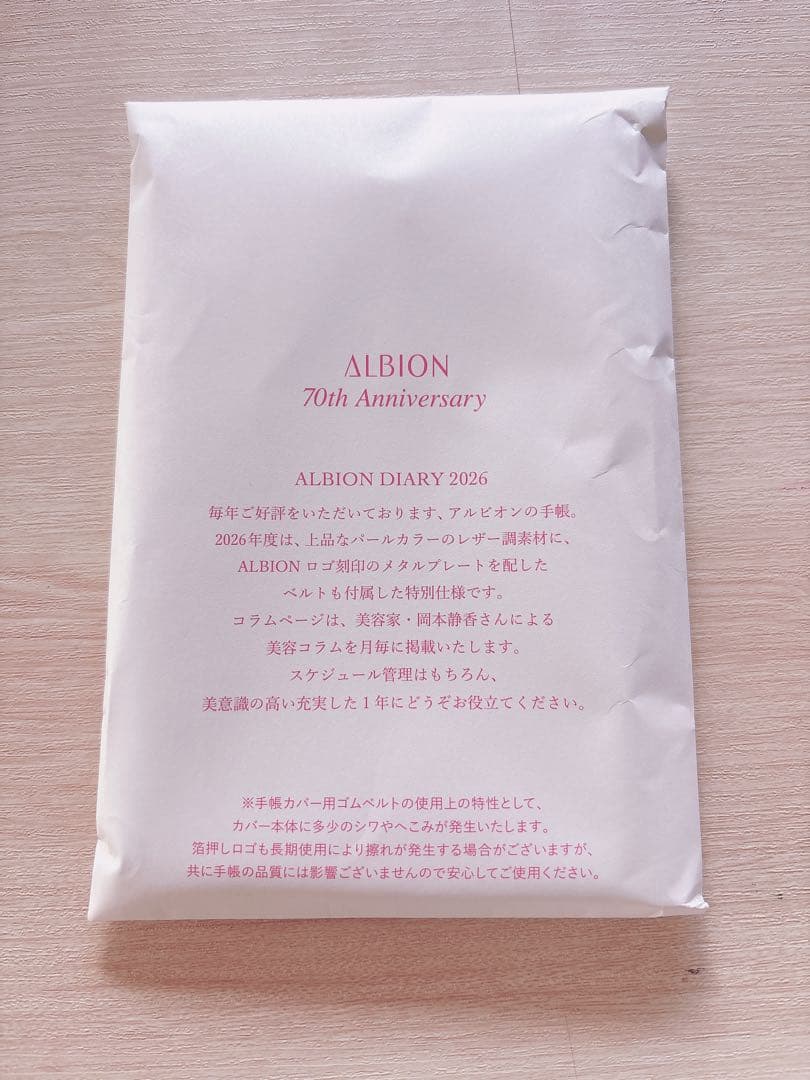 ALBION
70th Anniversary
ALBION DIARY 2026
毎年ご好評をいただいております、アルビオンの手帳。
2026年度は、上品なパールカラーのレザー調素材に、
ALBION ロゴ刻印のメタルプレートを配した
ベルトも付属した特別仕様です。
コラムページは、美容家・岡本静香さんによる
美容コラムを月毎に掲載いたします。
スケジュール管理はもちろん、
美意識の高い充実した1年にどうぞお役立てください。
※手帳カバー用ゴムベルトの使用上の特性として、
カバー本体に多少のシワやへこみが発生いたします。
箔押しロゴも長期使用により擦れが発生する場合がございますが、
共に手帳の品質には影響ございませんので安心してご使用ください。